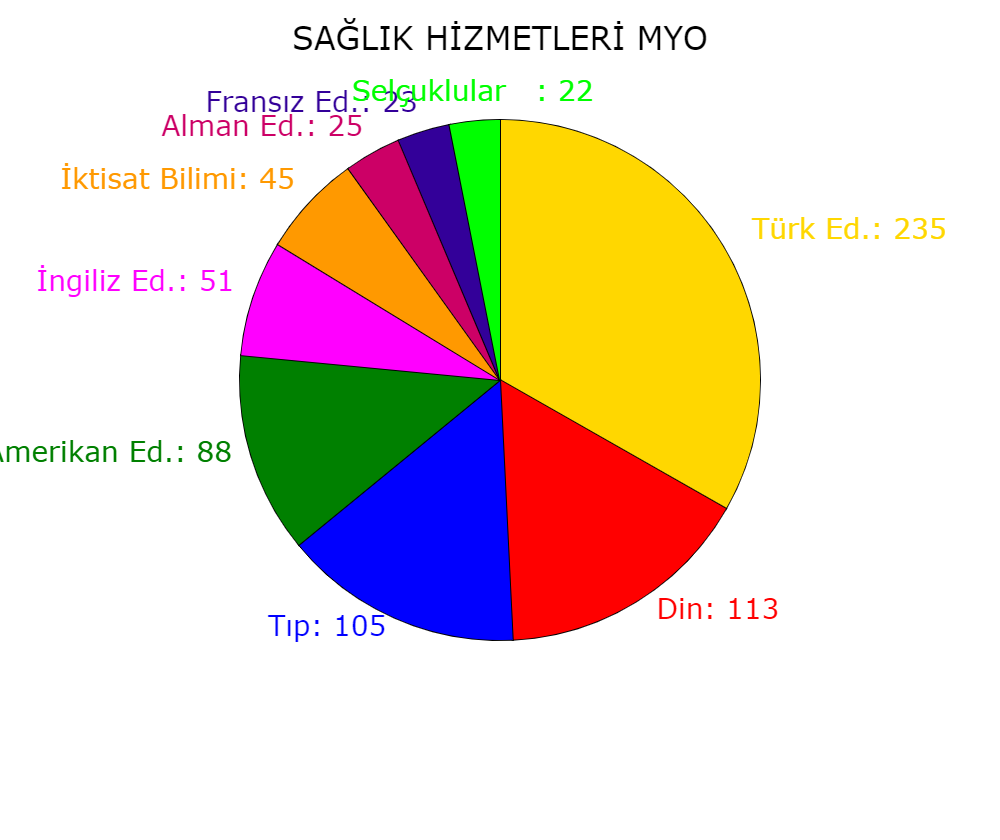 SAĞLIK HİZMETLERİ MYO
Selçuklular : 22
Fransız Ed.: 23
Alman Ed.: 25
İktisat Bilimi: 45
Türk Ed.: 235
İngiliz Ed.: 51
Amerikan Ed.: 88
Din: 113
Tıp: 105